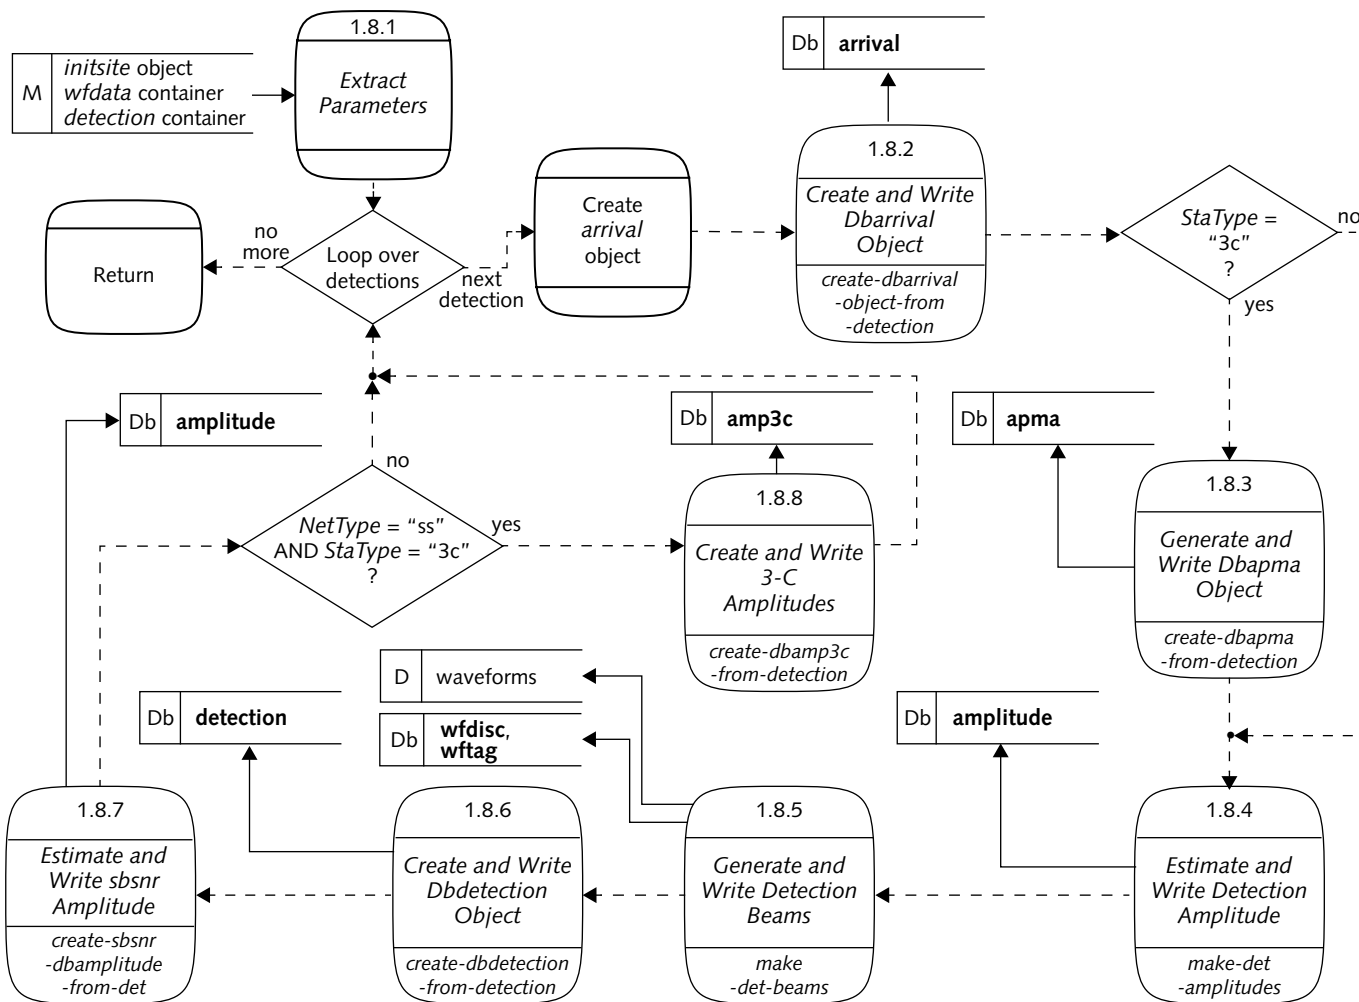 1.8.1
Extract
Parameters
M
initsite object
wfdata container
detection container
Db
arrival
1.8.2
Create and Write
Dbarrival
Object
create-dbarrival
-object-from
-detection
StaType =
“3c”
?
no
yes
Return
no
more
Loop over
detections
next
detection
Create
arrival
object
Db
amplitude
no
NetType = “ss”
AND StaType = “3c”
?
yes
Db
amp3c
1.8.8
Create and Write
3-C
Amplitudes
create-dbamp3c
-from-detection
Db
apma
1.8.3
Generate and
Write Dbapma
Object
create-dbapma
-from-detection
D
waveforms
Db
wfdisc,
wftag
Db
detection
Db
amplitude
1.8.7
Estimate and
Write sbsnr
Amplitude
create-sbsnr
-dbamplitude
-from-det
1.8.6
Create and Write
Dbdetection
Object
create-dbdetection
-from-detection
1.8.5
Generate and
Write Detection
Beams
make
-det-beams
1.8.4
Estimate and
Write Detection
Amplitude
make-det
-amplitudes